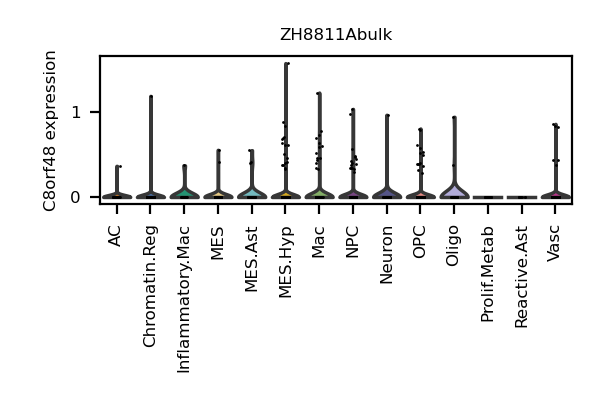 ZH8811Abulk
C8orf48 expression
1
0
AC
Chromatin.Reg
Inflammatory.Mac
MES
MES.Ast
MES.Hyp
Mac
NPC
Neuron
OPC
Oligo
Prolif.Metab
Reactive.Ast
Vasc